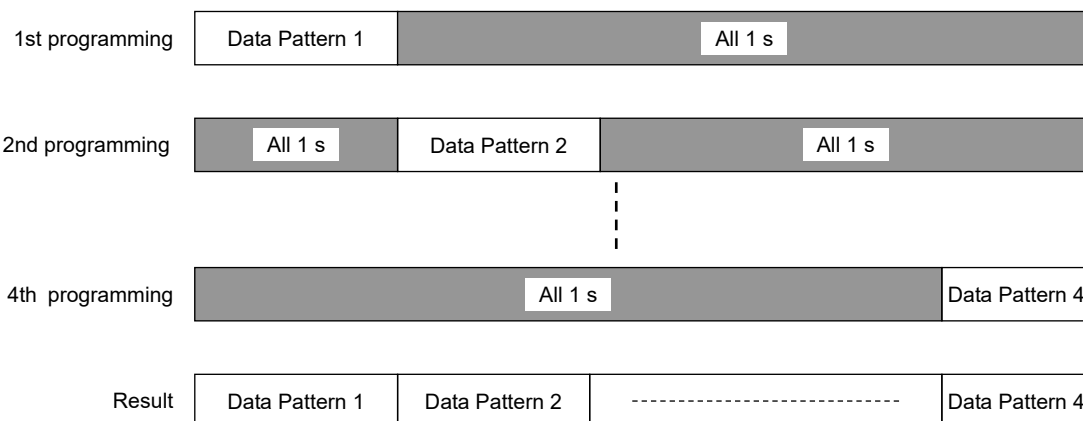 1st programming Data Pattern 1 All 1 s
2nd programming All 1 s Data Pattern 2 All 1 s
4th programming All 1 s Data Pattern 4
Result Data Pattern 1 Data Pattern 2 Data Pattern 4